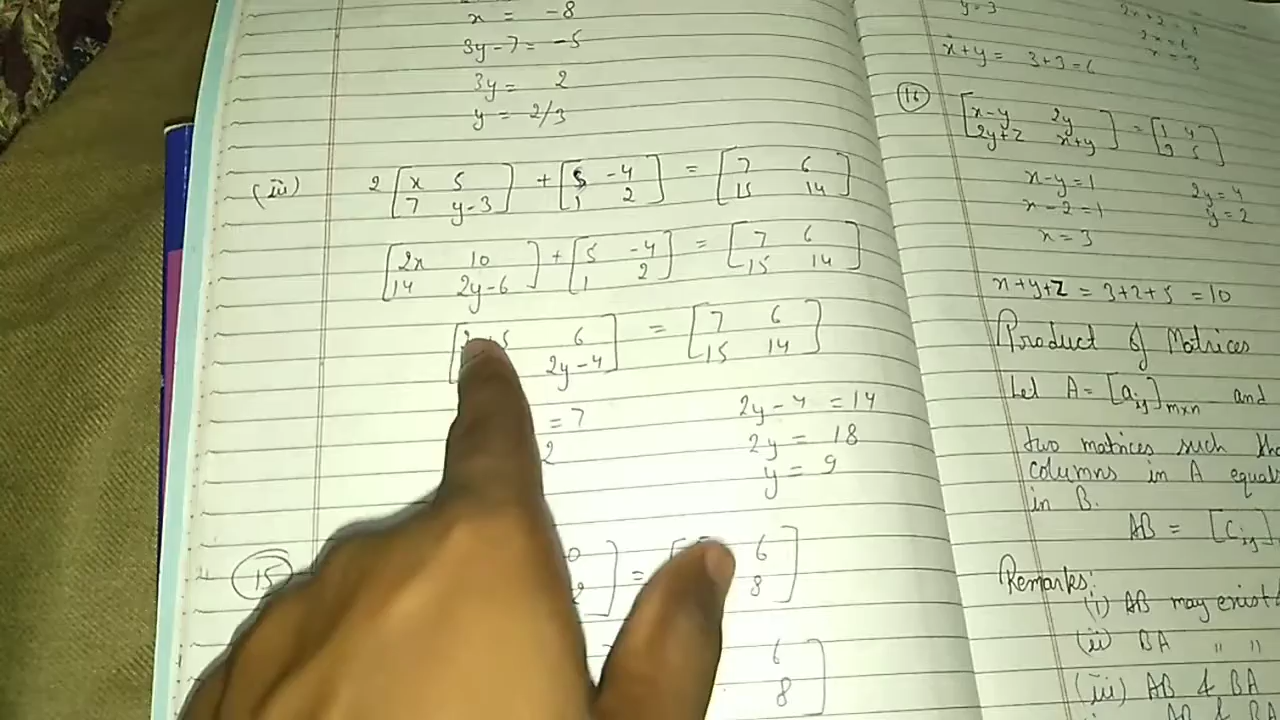 x = -8
3y-7 = -5
3y = 2
y = 2/3
(iii) 2 [x 5
7 y-3] + [5 -4
1 2] = [7 6
15 14]
[2x 10
14 2y-6] + [5 -4
1 2] = [7 6
15 14]
5 6
2y-4] = [7 6
15 14]
= 7
2
2y-4 = 14
2y = 18
y = 9
(15)
= 6
8]
6
8]
y = 3
x+y = 3+3=6
(16) [x-y 2y
2y+z x+y] = [1 4
9 5]
x-y=1
x-2=1
x=3
2y=4
y=2
x+y+z = 3+2+5 = 10
Product of Matrices
Let A = [aij]mxn and
two matrices such
columns in A equal
in B.
AB = [Cij]
Remarks:
(i) AB may exist
(ii) BA " "
(iii) AB & BA
AB & BA